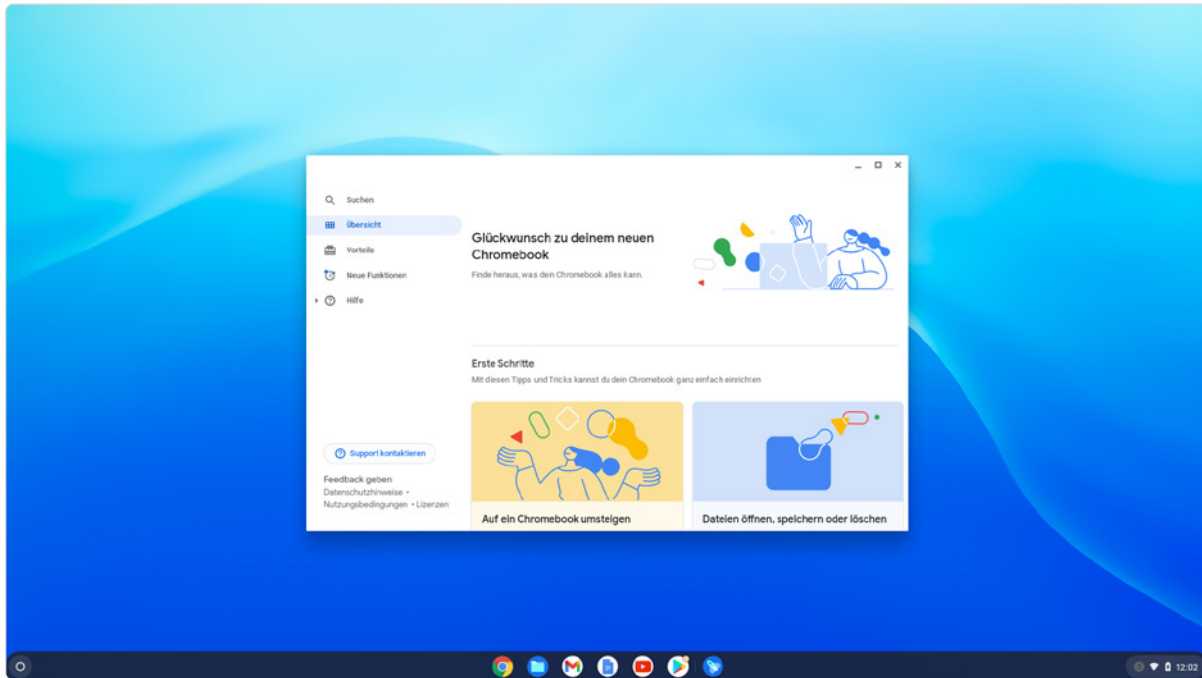 Suchen
Übersicht
Vorteile
Neue Funktionen
Hilfe
Support kontaktieren
Feedback geben
Datenschutzhinweise •
Nutzungsbedingungen • Lizenzen
Glückwunsch zu deinem neuen
Chromebook
Finde heraus, was dein Chromebook alles kann.
Erste Schritte
Mit diesen Tipps und Tricks kannst du dein Chromebook ganz einfach einrichten
Auf ein Chromebook umsteigen
Dateien öffnen, speichern oder löschen
12:02